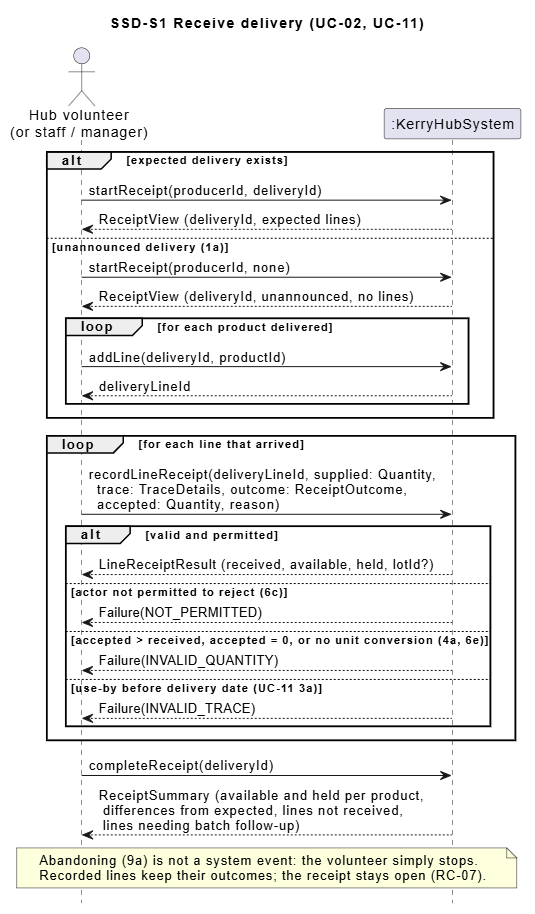 SSD-S1 Receive delivery (UC-02, UC-11)
Hub volunteer
(or staff / manager)
:KerryHubSystem
alt [expected delivery exists]
startReceipt(producerId, deliveryId)
ReceiptView (deliveryId, expected lines)
[unannounced delivery (1a)]
startReceipt(producerId, none)
ReceiptView (deliveryId, unannounced, no lines)
loop [for each product delivered]
addLine(deliveryId, productId)
deliveryLineId
loop [for each line that arrived]
recordLineReceipt(deliveryLineId, supplied: Quantity,
trace: TraceDetails, outcome: ReceiptOutcome,
accepted: Quantity, reason)
alt [valid and permitted]
LineReceiptResult (received, available, held, lotId?)
[actor not permitted to reject (6c)]
Failure(NOT_PERMITTED)
[accepted > received, accepted = 0, or no unit conversion (4a, 6e)]
Failure(INVALID_QUANTITY)
[use-by before delivery date (UC-11 3a)]
Failure(INVALID_TRACE)
completeReceipt(deliveryId)
ReceiptSummary (available and held per product,
differences from expected, lines not received,
lines needing batch follow-up)
Abandoning (9a) is not a system event: the volunteer simply stops.
Recorded lines keep their outcomes; the receipt stays open (RC-07).